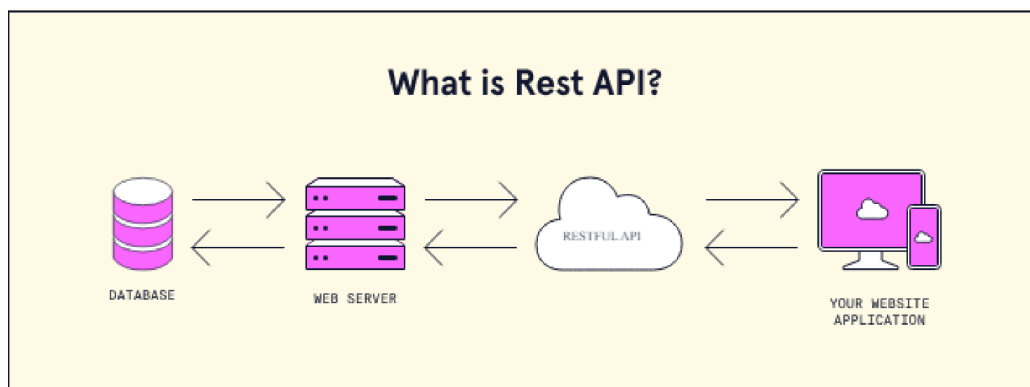 What is Rest API?
RESTFUL API
DATABASE
WEB SERVER
YOUR WEBSITE
APPLICATION